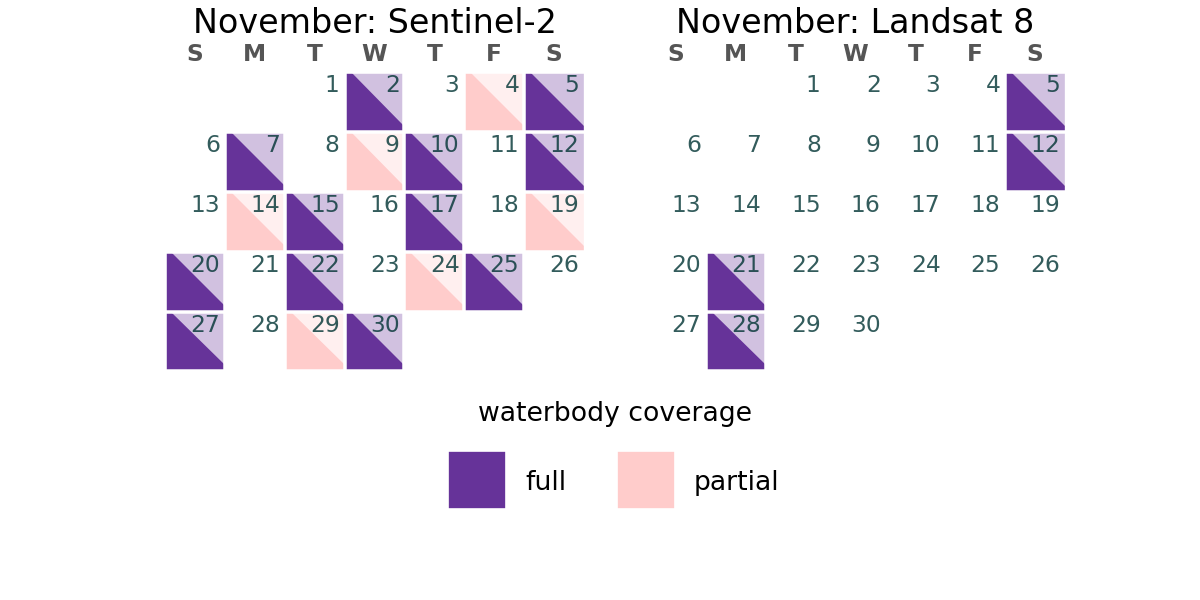 November: Sentinel-2
S M T W T F S
1 2 3 4 5
6 7 8 9 10 11 12
13 14 15 16 17 18 19
20 21 22 23 24 25 26
27 28 29 30
November: Landsat 8
S M T W T F S
1 2 3 4 5
6 7 8 9 10 11 12
13 14 15 16 17 18 19
20 21 22 23 24 25 26
27 28 29 30
waterbody coverage
full partial